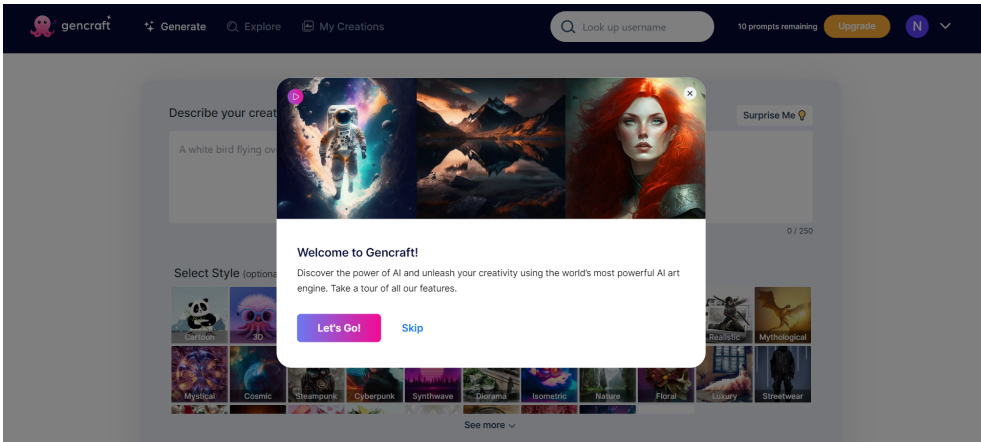 gencraft
Generate
Explore
My Creations
Look up username
10 prompts remaining
Upgrade
N
Describe your creat
Surprise Me
A white bird flying ov
0 / 250
Welcome to Gencraft!
Discover the power of AI and unleash your creativity using the world's most powerful AI art
engine. Take a tour of all our features.
Let's Go!
Skip
Select Style (optiona
Cartoon
3D
Realistic
Mythological
Mystical
Cosmic
Steampunk
Cyberpunk
Synthwave
Diorama
Isometric
Nature
Floral
Luxury
Streetwear
See more